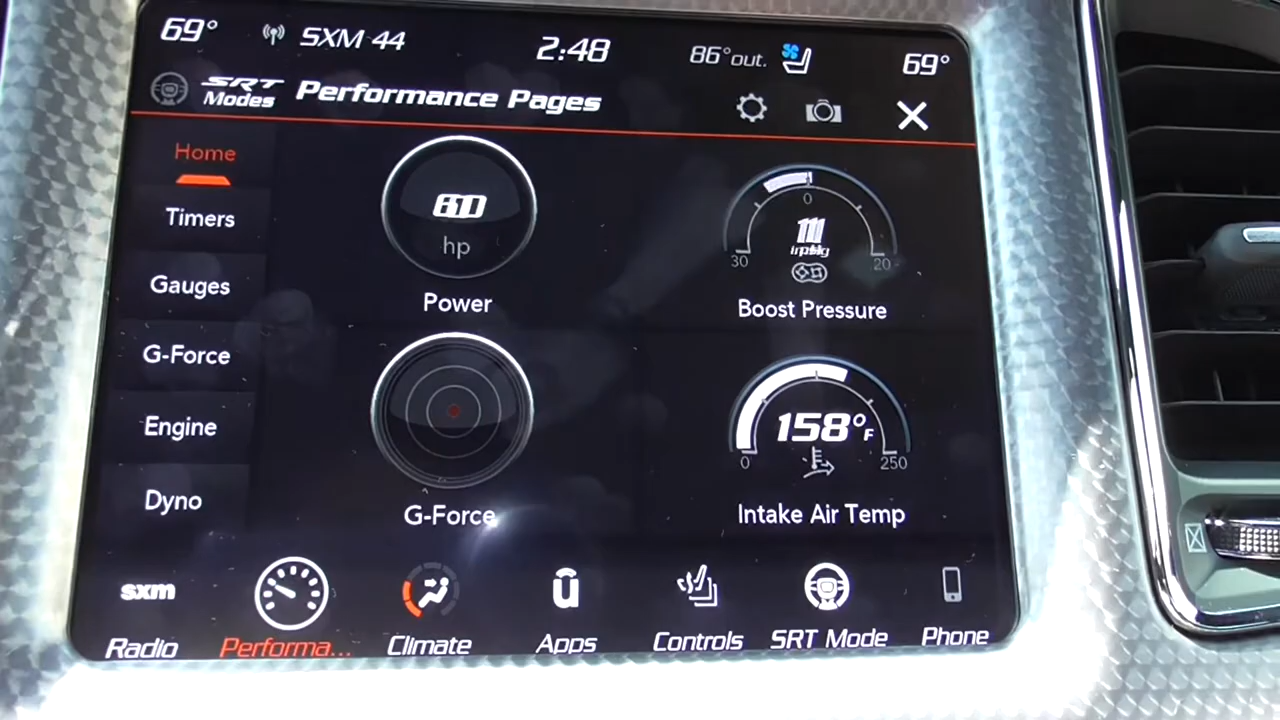 69° SXM 44 2:48 86°out. 69°
SRT Modes Performance Pages
Home
Timers
Gauges
G-Force
Engine
Dyno
hp
Power
0
30 20
Boost Pressure
G-Force
158°F
0 250
Intake Air Temp
sxm
Radio Performa... Climate Apps Controls SRT Mode Phone